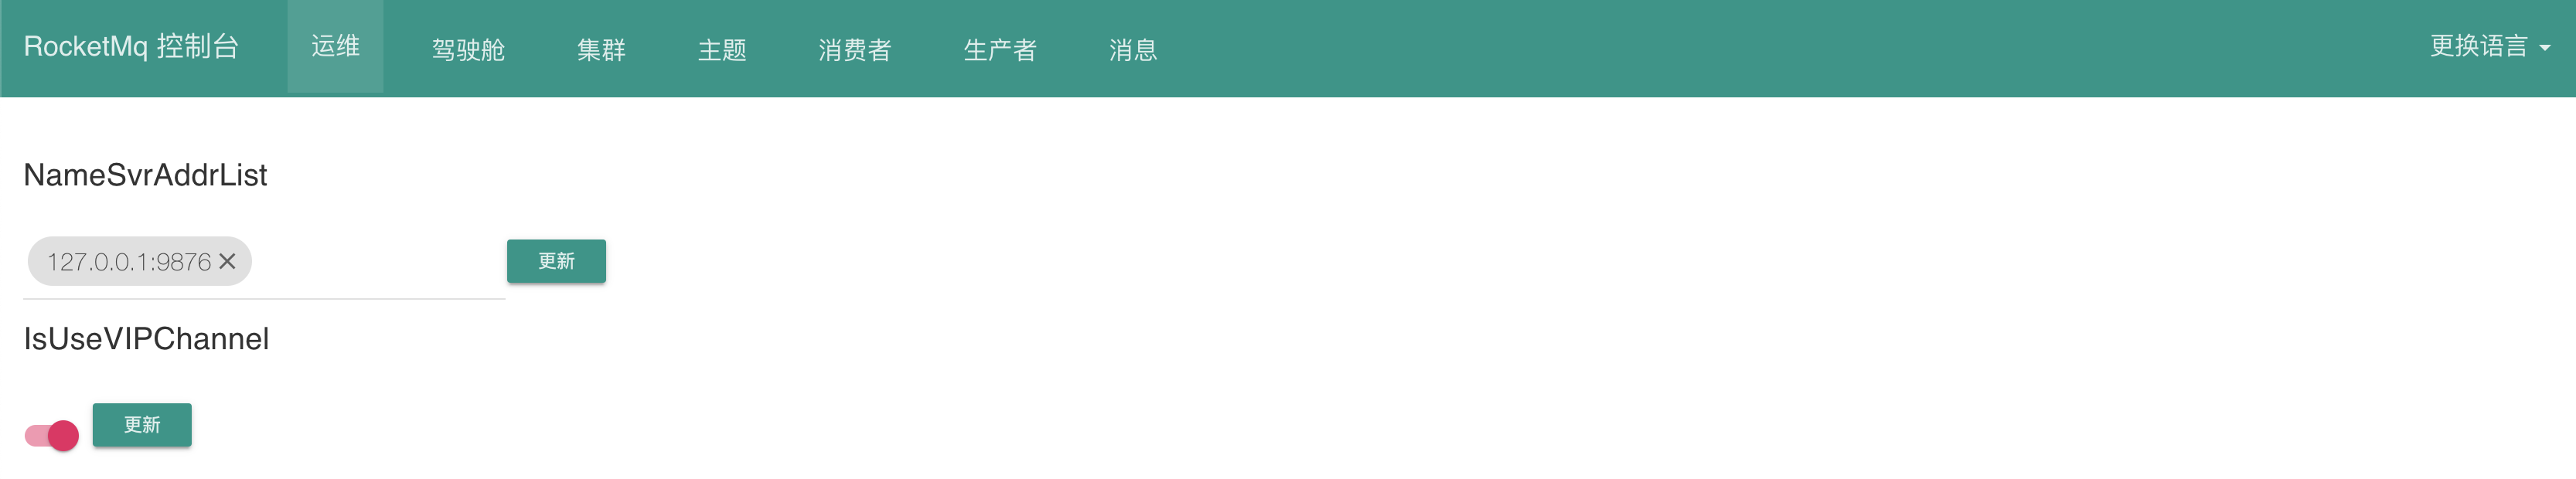 RocketMq 控制台 运维 驾驶舱 集群 主题 消费者 生产者 消息 更换语言
NameSvrAddrList
127.0.0.1:9876 更新
IsUseVIPChannel
更新